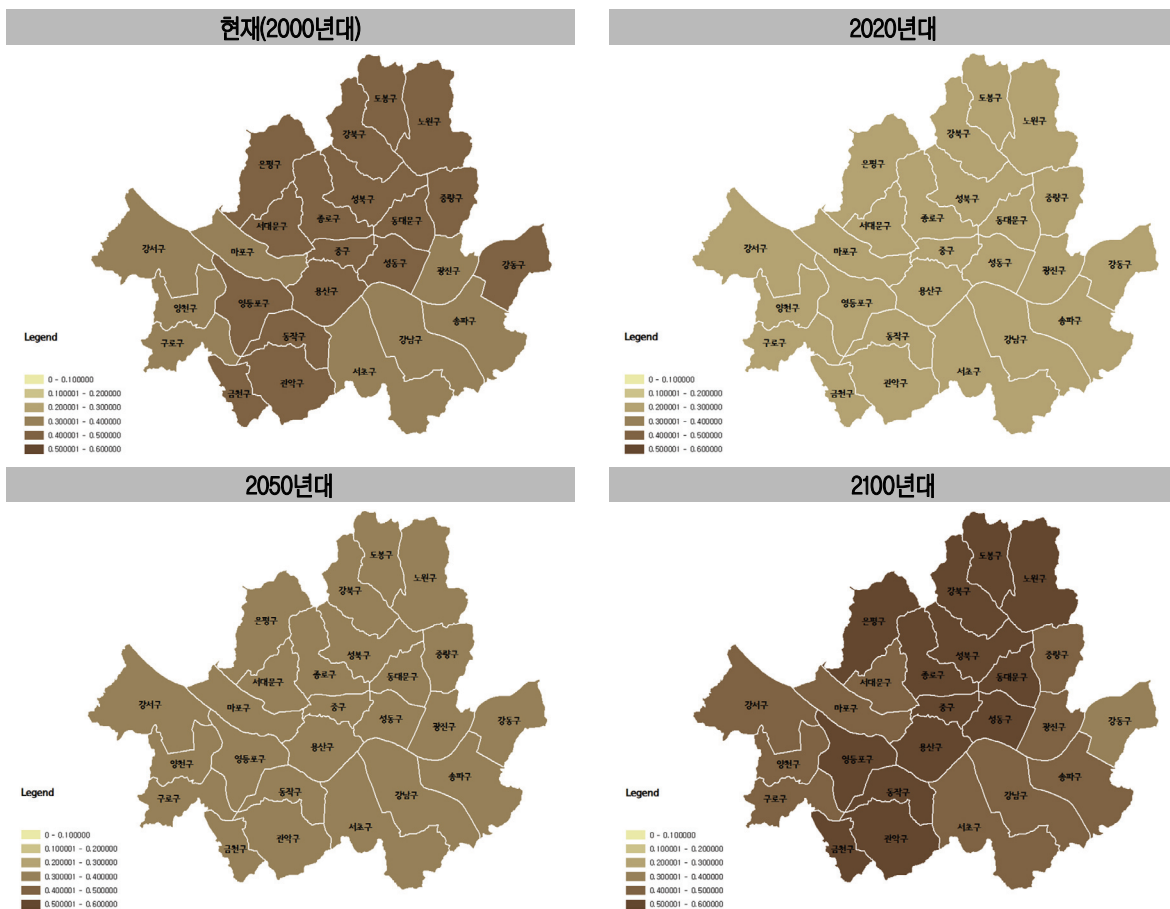 현재(2000년대)
도봉구
노원구
강북구
은평구
성북구
중랑구
서대문구
종로구
동대문구
강서구
마포구
중구
성동구
광진구
강동구
양천구
영등포구
용산구
송파구
구로구
동작구
강남구
금천구
관악구
서초구
Legend
0 - 0.100000
0.100001 - 0.200000
0.200001 - 0.300000
0.300001 - 0.400000
0.400001 - 0.500000
0.500001 - 0.600000
2020년대
도봉구
노원구
강북구
은평구
성북구
중랑구
서대문구
종로구
동대문구
강서구
마포구
중구
성동구
광진구
강동구
양천구
영등포구
용산구
송파구
구로구
동작구
강남구
금천구
관악구
서초구
Legend
0 - 0.100000
0.100001 - 0.200000
0.200001 - 0.300000
0.300001 - 0.400000
0.400001 - 0.500000
0.500001 - 0.600000
2050년대
도봉구
노원구
강북구
은평구
성북구
중랑구
서대문구
종로구
동대문구
강서구
마포구
중구
성동구
광진구
강동구
양천구
영등포구
용산구
송파구
구로구
동작구
강남구
금천구
관악구
서초구
Legend
0 - 0.100000
0.100001 - 0.200000
0.200001 - 0.300000
0.300001 - 0.400000
0.400001 - 0.500000
0.500001 - 0.600000
2100년대
도봉구
노원구
강북구
은평구
성북구
중랑구
서대문구
종로구
동대문구
강서구
마포구
중구
성동구
광진구
강동구
양천구
영등포구
용산구
송파구
구로구
동작구
강남구
금천구
관악구
서초구
Legend
0 - 0.100000
0.100001 - 0.200000
0.200001 - 0.300000
0.300001 - 0.400000
0.400001 - 0.500000
0.500001 - 0.600000